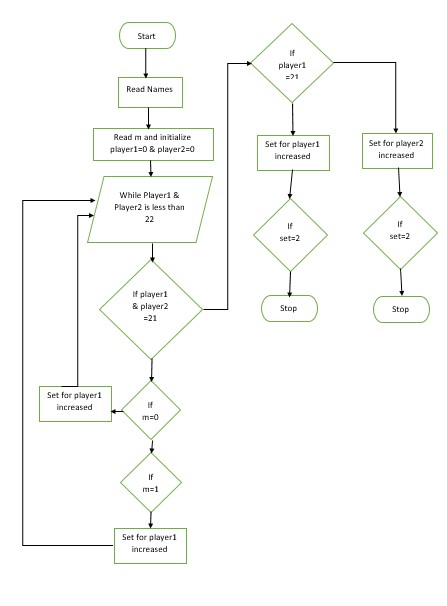 Start
Read Names
Read m and initialize
player1=0 & player2=0
While Player1 &
Player2 is less than
22
If player1
& player2
=21
If
m=0
Set for player1
increased
If
m=1
Set for player1
increased
If
player1
=21
Set for player1
increased
If
set=2
Stop
Set for player2
increased
If
set=2
Stop